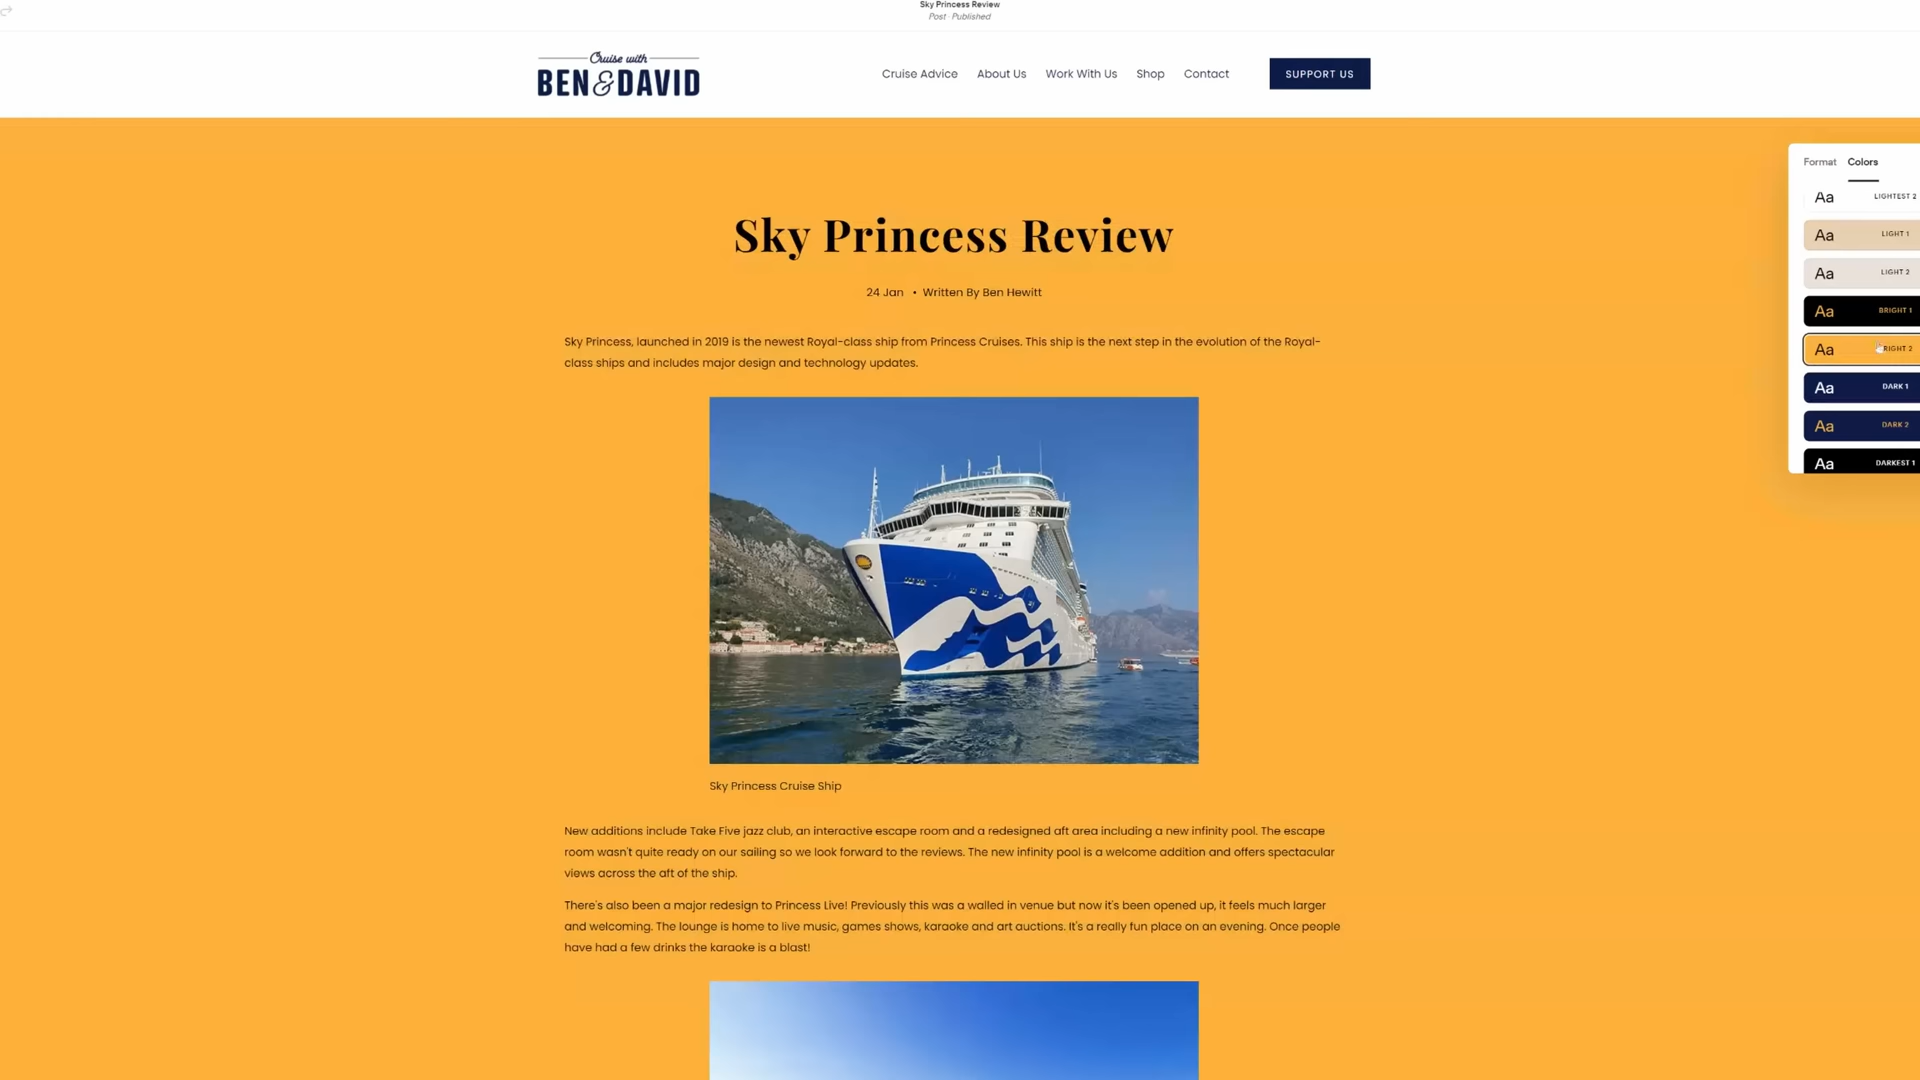 Sky Princess Review
Post · Published
Cruise with
BEN & DAVID
Cruise Advice
About Us
Work With Us
Shop
Contact
SUPPORT US
Format
Colors
Aa LIGHTEST 2
Aa LIGHT 1
Aa LIGHT 2
Aa BRIGHT 1
Aa RIGHT 2
Aa DARK 1
Aa DARK 2
Aa DARKEST 1
Sky Princess Review
24 Jan • Written By Ben Hewitt
Sky Princess, launched in 2019 is the newest Royal-class ship from Princess Cruises. This ship is the next step in the evolution of the Royal-
class ships and includes major design and technology updates.
Sky Princess Cruise Ship
New additions include Take Five jazz club, an interactive escape room and a redesigned aft area including a new infinity pool. The escape
room wasn't quite ready on our sailing so we look forward to the reviews. The new infinity pool is a welcome addition and offers spectacular
views across the aft of the ship.
There's also been a major redesign to Princess Live! Previously this was a walled in venue but now it's been opened up, it feels much larger
and welcoming. The lounge is home to live music, games shows, karaoke and art auctions. It's a really fun place on an evening. Once people
have had a few drinks the karaoke is a blast!